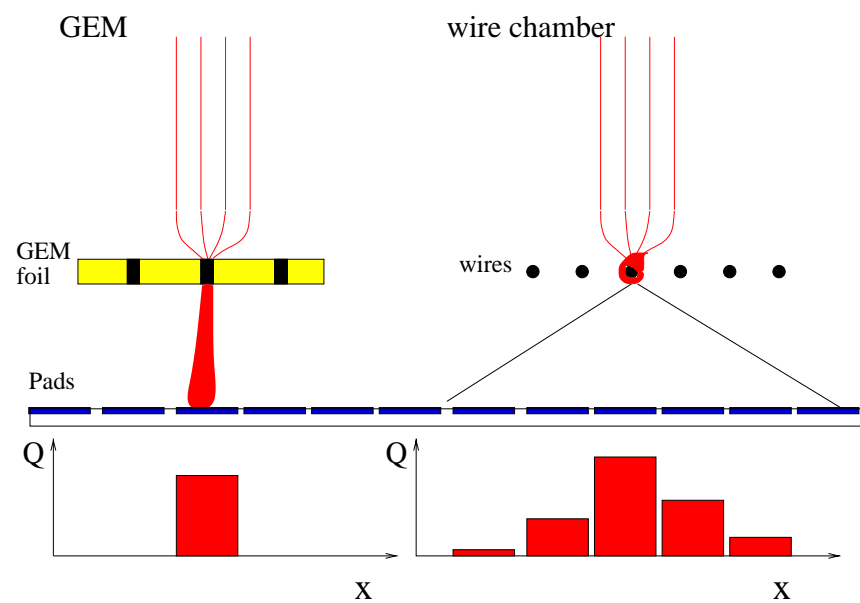 GEM
wire chamber
GEM
foil
wires
Pads
Q
Q
x
x